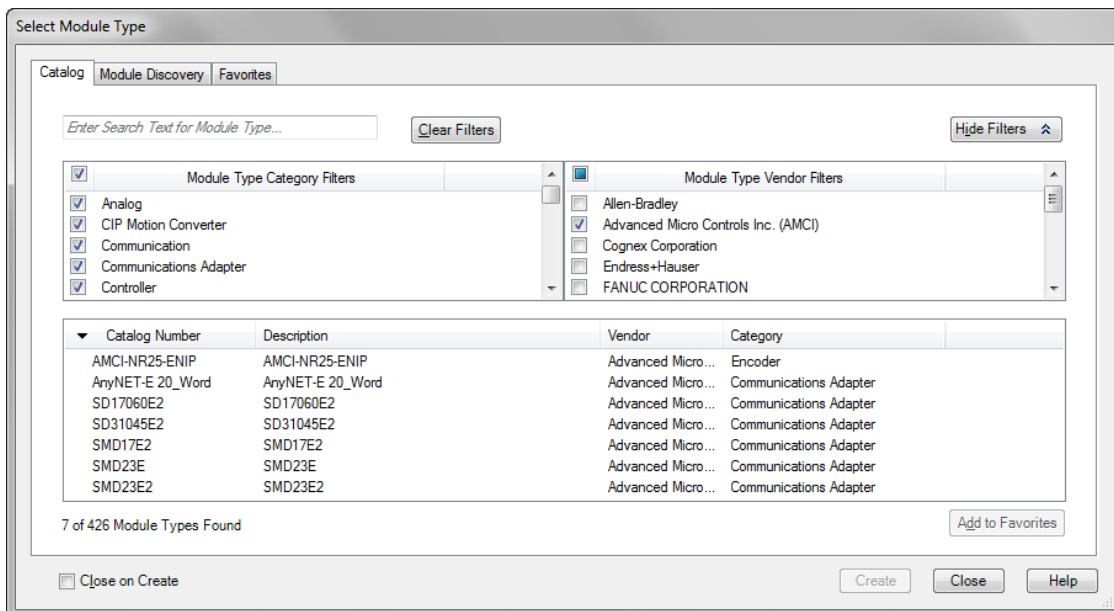 Select Module Type
Catalog Module Discovery Favorites
Enter Search Text for Module Type... Clear Filters Hide Filters
Module Type Category Filters Module Type Vendor Filters
Analog Allen-Bradley
CIP Motion Converter Advanced Micro Controls Inc. (AMCI)
Communication Cognex Corporation
Communications Adapter Endress+Hauser
Controller FANUC CORPORATION
Catalog Number Description Vendor Category
AMCI-NR25-ENIP AMCI-NR25-ENIP Advanced Micro... Encoder
AnyNET-E 20_Word AnyNET-E 20_Word Advanced Micro... Communications Adapter
SD17060E2 SD17060E2 Advanced Micro... Communications Adapter
SD31045E2 SD31045E2 Advanced Micro... Communications Adapter
SMD17E2 SMD17E2 Advanced Micro... Communications Adapter
SMD23E SMD23E Advanced Micro... Communications Adapter
SMD23E2 SMD23E2 Advanced Micro... Communications Adapter
7 of 426 Module Types Found Add to Favorites
Close on Create Create Close Help